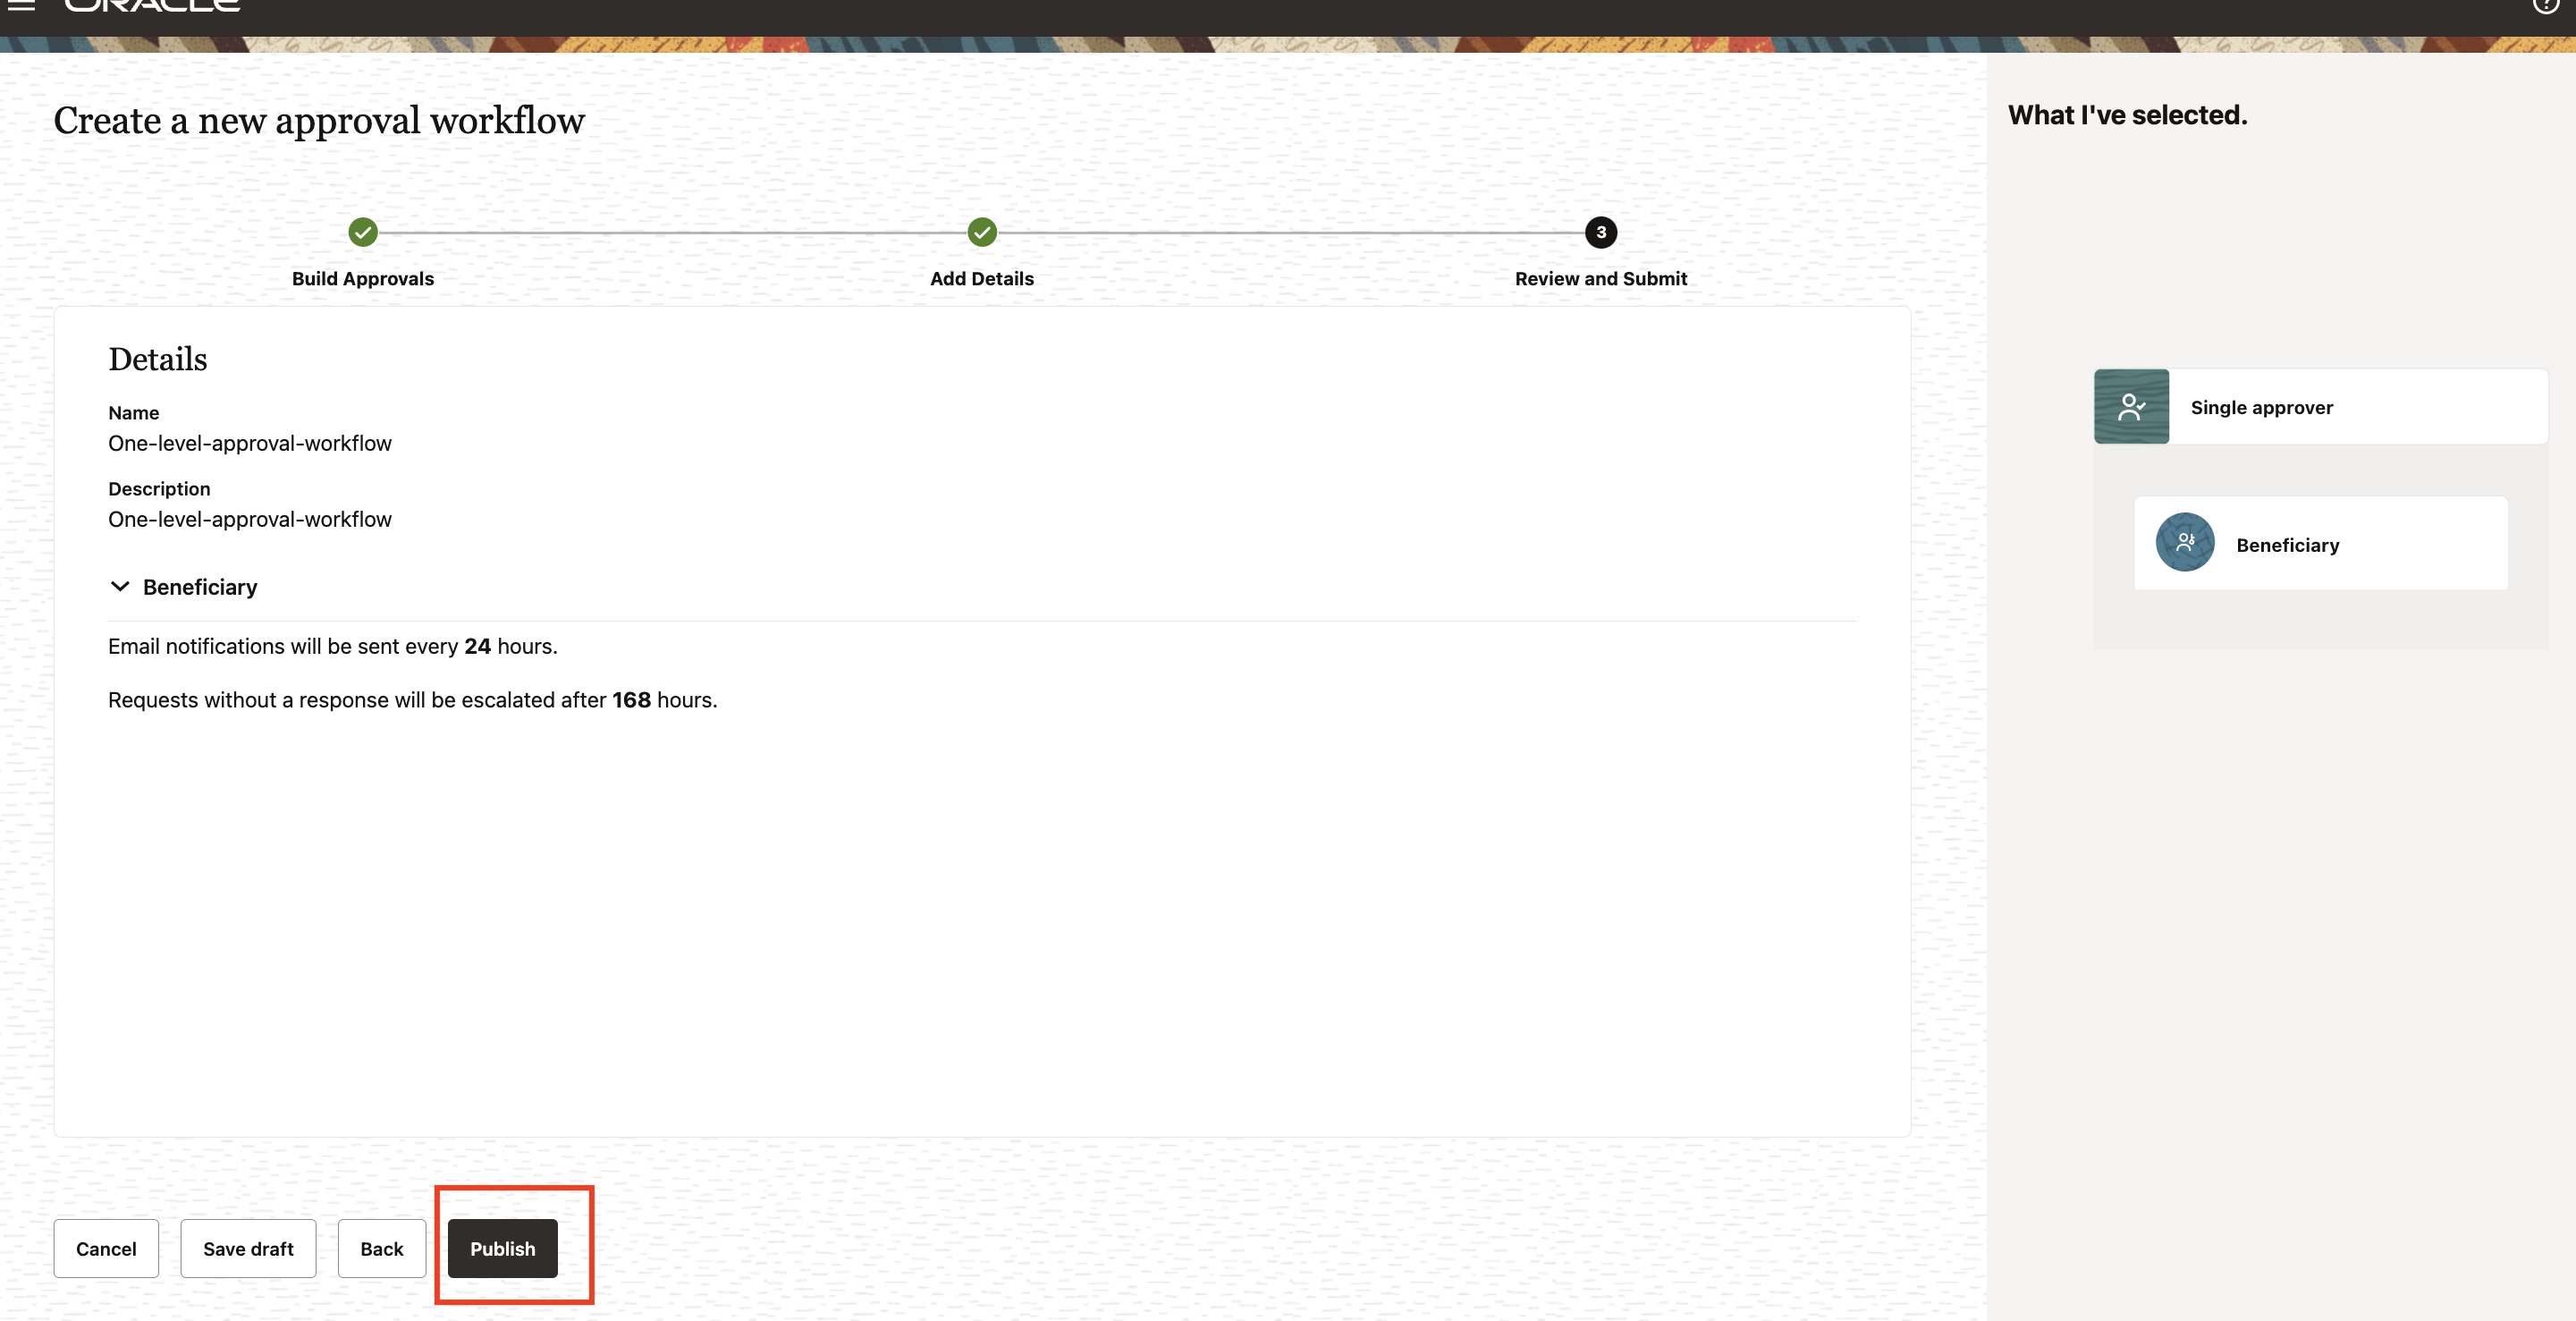 ORACLE
Create a new approval workflow
What I've selected.
3
Build Approvals
Add Details
Review and Submit
Details
Name
One-level-approval-workflow
Description
One-level-approval-workflow
Beneficiary
Email notifications will be sent every 24 hours.
Requests without a response will be escalated after 168 hours.
Single approver
Beneficiary
Cancel
Save draft
Back
Publish